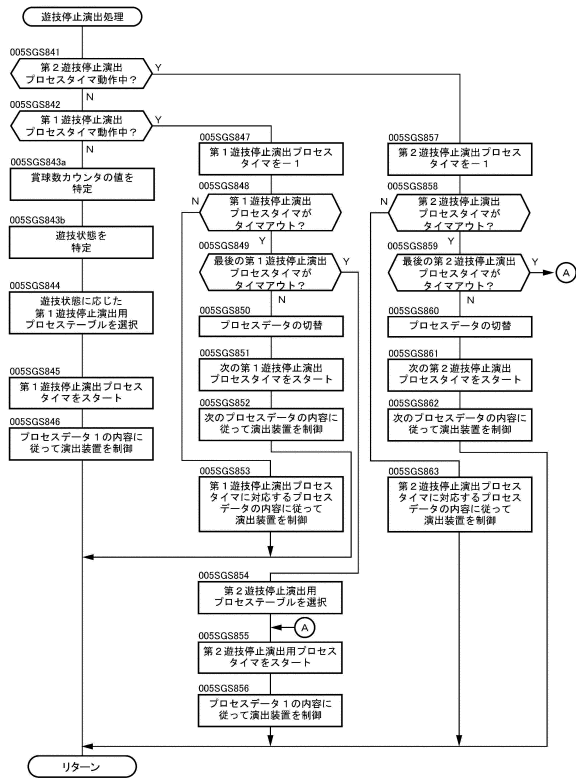 遊技停止演出処理
005SGS841
第２遊技停止演出
プロセスタイマ動作中？
Y
N
005SGS842
第１遊技停止演出
プロセスタイマ動作中？
Y
N
005SGS843a
賞球数カウンタの値を
特定
005SGS843b
遊技状態を
特定
005SGS844
遊技状態に応じた
第１遊技停止演出用
プロセステーブルを選択
005SGS845
第１遊技停止演出プロセス
タイマをスタート
005SGS846
プロセスデータ１の内容に
従って演出装置を制御
005SGS847
第１遊技停止演出プロセス
タイマを－１
005SGS848
N
第１遊技停止演出
プロセスタイマが
タイムアウト？
Y
005SGS849
最後の第１遊技停止演出
プロセスタイマが
タイマアウト？
Y
N
005SGS850
プロセスデータの切替
005SGS851
次の第１遊技停止演出
プロセスタイマをスタート
005SGS852
次のプロセスデータの内容に
従って演出装置を制御
005SGS853
第１遊技停止演出プロセス
タイマに対応するプロセス
データの内容に従って
演出装置を制御
005SGS854
第２遊技停止演出用
プロセステーブルを選択
A
005SGS855
第２遊技停止演出用プロセス
タイマをスタート
005SGS856
プロセスデータ１の内容に
従って演出装置を制御
005SGS857
第２遊技停止演出プロセス
タイマを－１
005SGS858
N
第２遊技停止演出
プロセスタイマが
タイマアウト？
Y
005SGS859
最後の第２遊技停止演出
プロセスタイマが
タイマアウト？
Y
A
N
005SGS860
プロセスデータの切替
005SGS861
次の第２遊技停止演出
プロセスタイマをスタート
005SGS862
次のプロセスデータの内容に
従って演出装置を制御
005SGS863
第２遊技停止演出プロセス
タイマに対応するプロセス
データの内容に従って
演出装置を制御
リターン